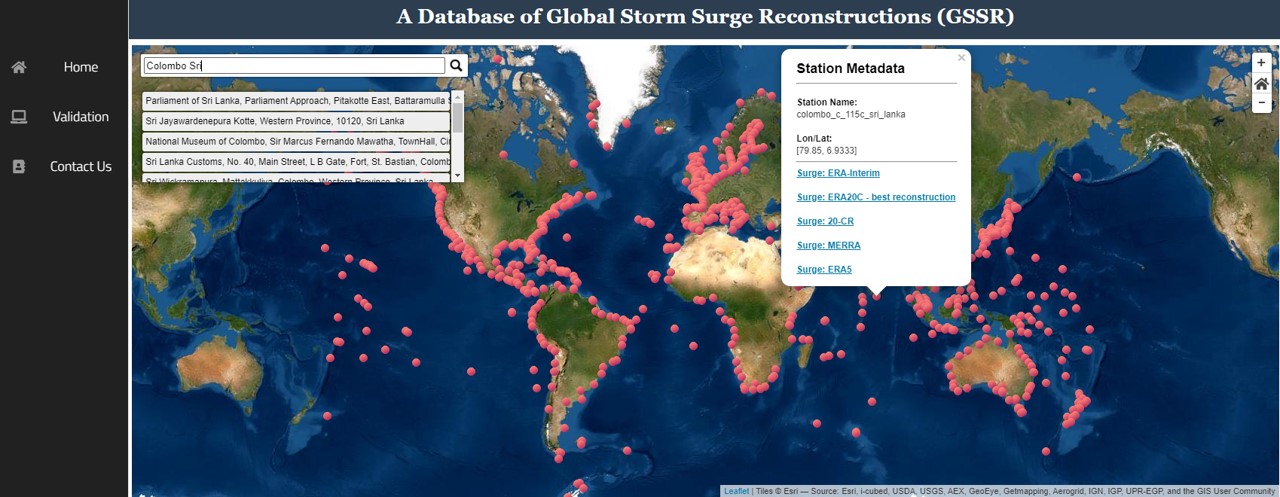 A Database of Global Storm Surge Reconstructions (GSSR)
Home
Validation
Contact Us
Colombo Sri
Parliament of Sri Lanka, Parliament Approach, Pitakotte East, Battaramulla
Sri Jayawardenepura Kotte, Western Province, 10120, Sri Lanka
National Museum of Colombo, Sir Marcus Fernando Mawatha, TownHall,
Sri Lanka Customs, No. 40, Main Street, L B Gate, Fort, St. Bastian, Colomb
Sri Wickramapura, Mattakkuliya, Colombo, Western Province, Sri Lanka
×
Station Metadata
Station Name:
colombo_c_115c_sri_lanka
Lon/Lat:
[79.85, 6.9333]
Surge: ERA-Interim
Surge: ERA20C - best reconstruction
Surge: 20-CR
Surge: MERRA
Surge: ERA5
+
−
Leaflet | Tiles © Esri — Source: Esri, i-cubed, USDA, USGS, AEX, GeoEye, Getmapping, Aerogrid, IGN, IGP, UPR-EGP, and the GIS User Community